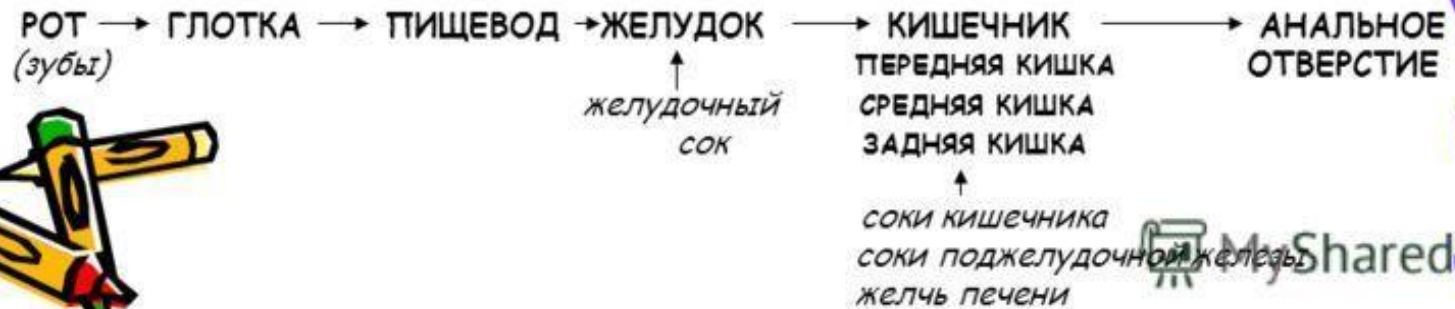 РОТ → ГЛОТКА → ПИЩЕВОД → ЖЕЛУДОК → КИШЕЧНИК → АНАЛЬНОЕ ОТВЕРСТИЕ
(зубы)
желудочный
сок
ПЕРЕДНЯЯ КИШКА
СРЕДНЯЯ КИШКА
ЗАДНЯЯ КИШКА
соки кишечника
соки поджелудочной железы
желчь печени
MyShared